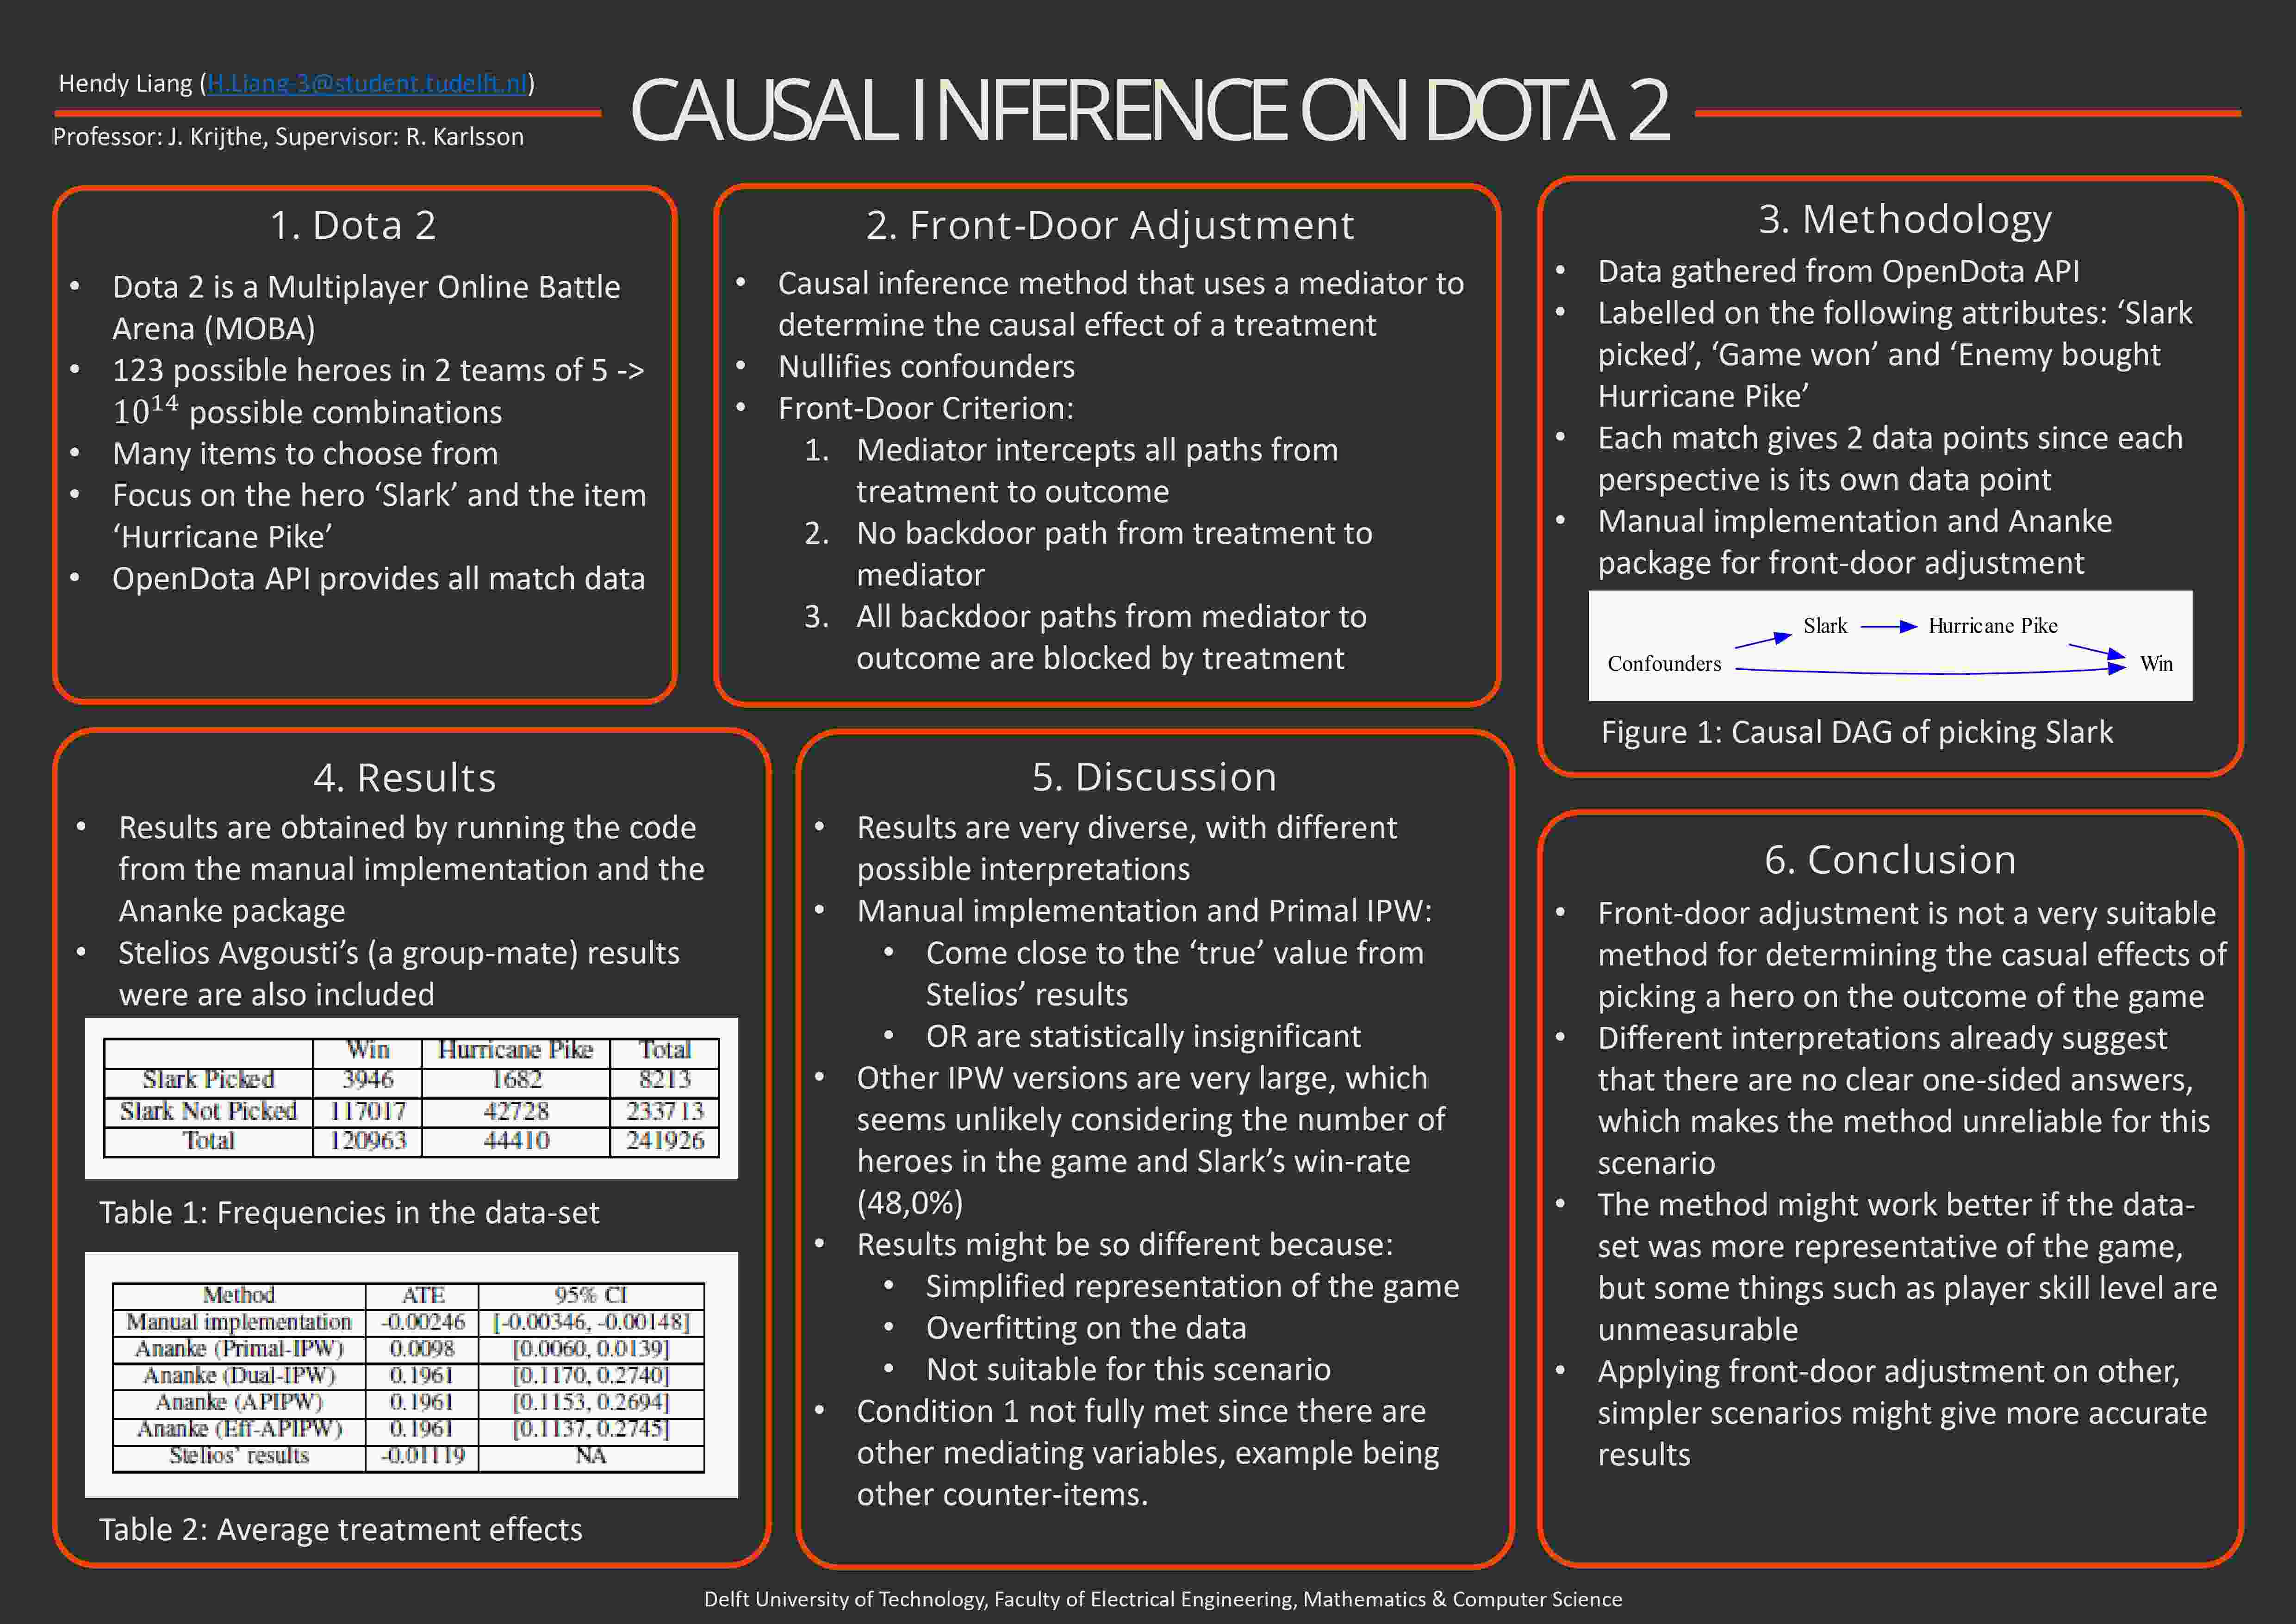 Hendy Liang (H.Liang-3@student.tudelft.nl)
Professor: J. Krijthe, Supervisor: R. Karlsson
CAUSAL INFERENCE ON DOTA 2
1. Dota 2
• Dota 2 is a Multiplayer Online Battle
Arena (MOBA)
• 123 possible heroes in 2 teams of 5 ->
10¹⁴ possible combinations
• Many items to choose from
• Focus on the hero ‘Slark’ and the item
‘Hurricane Pike’
• OpenDota API provides all match data
2. Front-Door Adjustment
• Causal inference method that uses a mediator to
determine the causal effect of a treatment
• Nullifies confounders
• Front-Door Criterion:
1. Mediator intercepts all paths from
treatment to outcome
2. No backdoor path from treatment to
mediator
3. All backdoor paths from mediator to
outcome are blocked by treatment
3. Methodology
• Data gathered from OpenDota API
• Labelled on the following attributes: ‘Slark
picked’, ‘Game won’ and ‘Enemy bought
Hurricane Pike’
• Each match gives 2 data points since each
perspective is its own data point
• Manual implementation and Ananke
package for front-door adjustment
Slark Hurricane Pike
Confounders Win
Figure 1: Causal DAG of picking Slark
4. Results
• Results are obtained by running the code
from the manual implementation and the
Ananke package
• Stelios Avgousti’s (a group-mate) results
were are also included
Win Hurricane Pike Total
Slark Picked 3946 1682 8213
Slark Not Picked 117017 42728 233713
Total 120963 44410 241926
Table 1: Frequencies in the data-set
Method ATE 95% CI
Manual implementation -0.00246 [-0.00346, -0.00148]
Ananke (Primal-IPW) 0.0098 [0.0060, 0.0139]
Ananke (Dual-IPW) 0.1961 [0.1170, 0.2740]
Ananke (APIPW) 0.1961 [0.1153, 0.2694]
Ananke (Eff-APIPW) 0.1961 [0.1137, 0.2745]
Stelios’ results -0.01119 NA
Table 2: Average treatment effects
5. Discussion
• Results are very diverse, with different
possible interpretations
• Manual implementation and Primal IPW:
• Come close to the ‘true’ value from
Stelios’ results
• OR are statistically insignificant
• Other IPW versions are very large, which
seems unlikely considering the number of
heroes in the game and Slark’s win-rate
(48,0%)
• Results might be so different because:
• Simplified representation of the game
• Overfitting on the data
• Not suitable for this scenario
• Condition 1 not fully met since there are
other mediating variables, example being
other counter-items.
6. Conclusion
• Front-door adjustment is not a very suitable
method for determining the casual effects of
picking a hero on the outcome of the game
• Different interpretations already suggest
that there are no clear one-sided answers,
which makes the method unreliable for this
scenario
• The method might work better if the data-
set was more representative of the game,
but some things such as player skill level are
unmeasurable
• Applying front-door adjustment on other,
simpler scenarios might give more accurate
results
Delft University of Technology, Faculty of Electrical Engineering, Mathematics & Computer Science